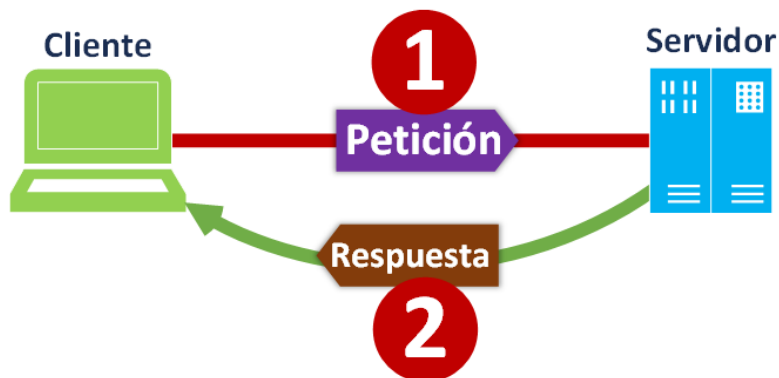 Cliente
Servidor
1
Petición
Respuesta
2